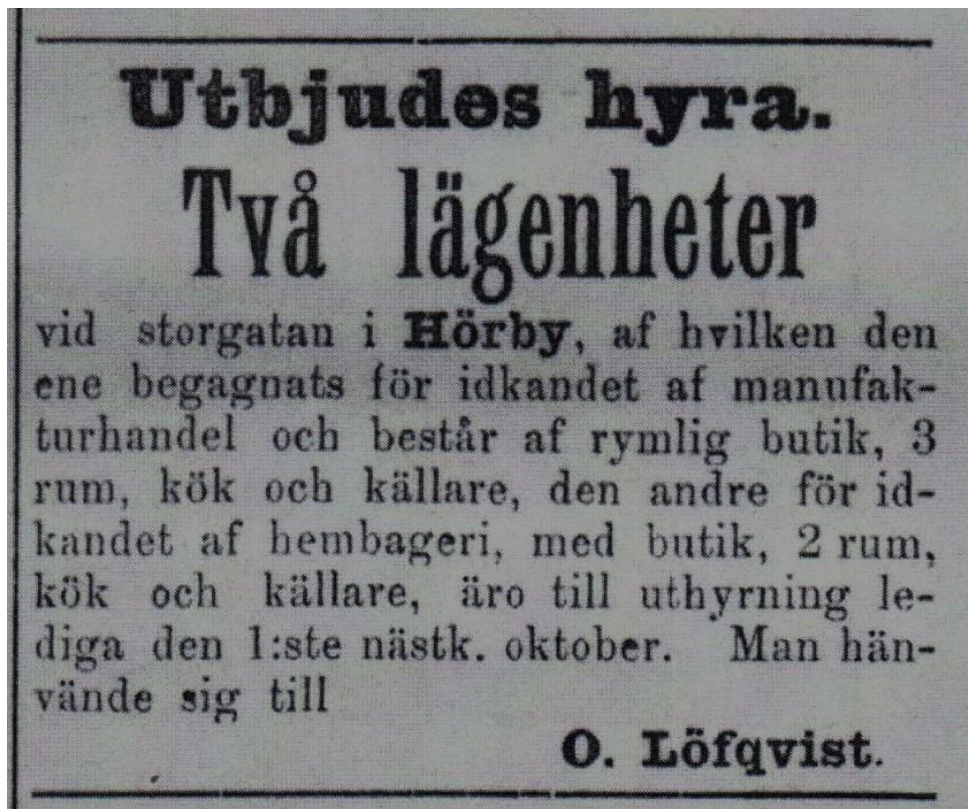 Utbjudes hyra.
Två lägenheter
vid storgatan i Hörby, af hvilken den
ene begagnats för idkandet af manufak-
turhandel och består af rymlig butik, 3
rum, kök och källare, den andre för id-
kandet af hembageri, med butik, 2 rum,
kök och källare, äro till uthyrning le-
diga den 1:ste nästk. oktober. Man hän-
vände sig till
O. Löfqvist.